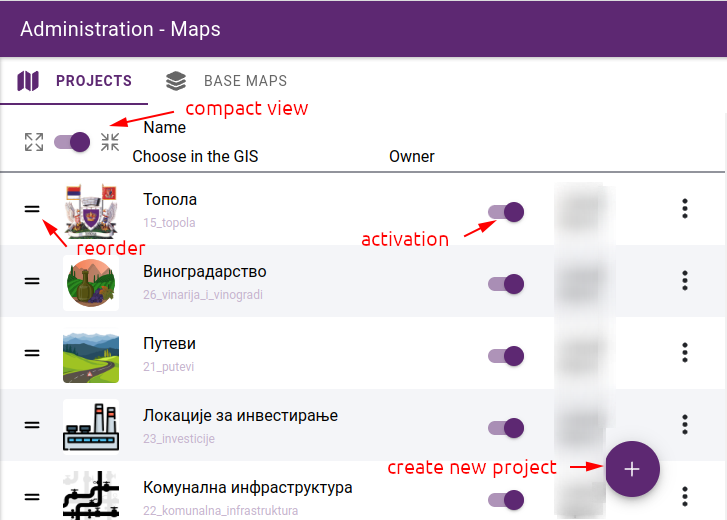 Administration - Maps
PROJECTS BASE MAPS
compact view
Name
Choose in the GIS Owner
Топола
15_topola
reorder
activation
Виноградарство
26_vinarija_i_vinogradi
Путеви
21_putevi
Локације за инвестирање
23_investicije
create new project
Комунална инфраструктура
22_komunalna_infrastruktura